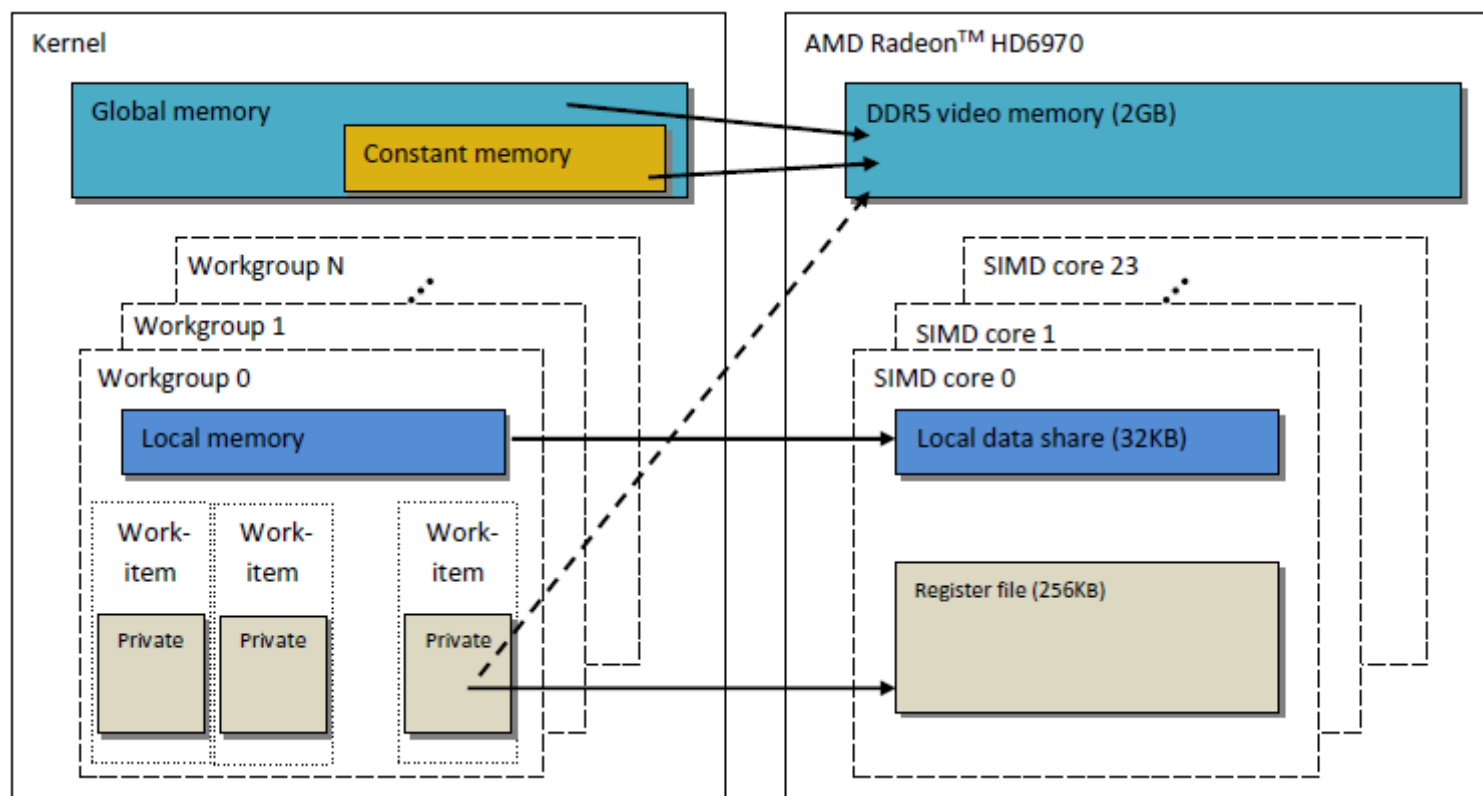 Kernel
Global memory
Constant memory
Workgroup N
Workgroup 1
Workgroup 0
Local memory
Work-
item
Work-
item
Work-
item
Private
Private
Private
AMD Radeon™ HD6970
DDR5 video memory (2GB)
SIMD core 23
SIMD core 1
SIMD core 0
Local data share (32KB)
Register file (256KB)